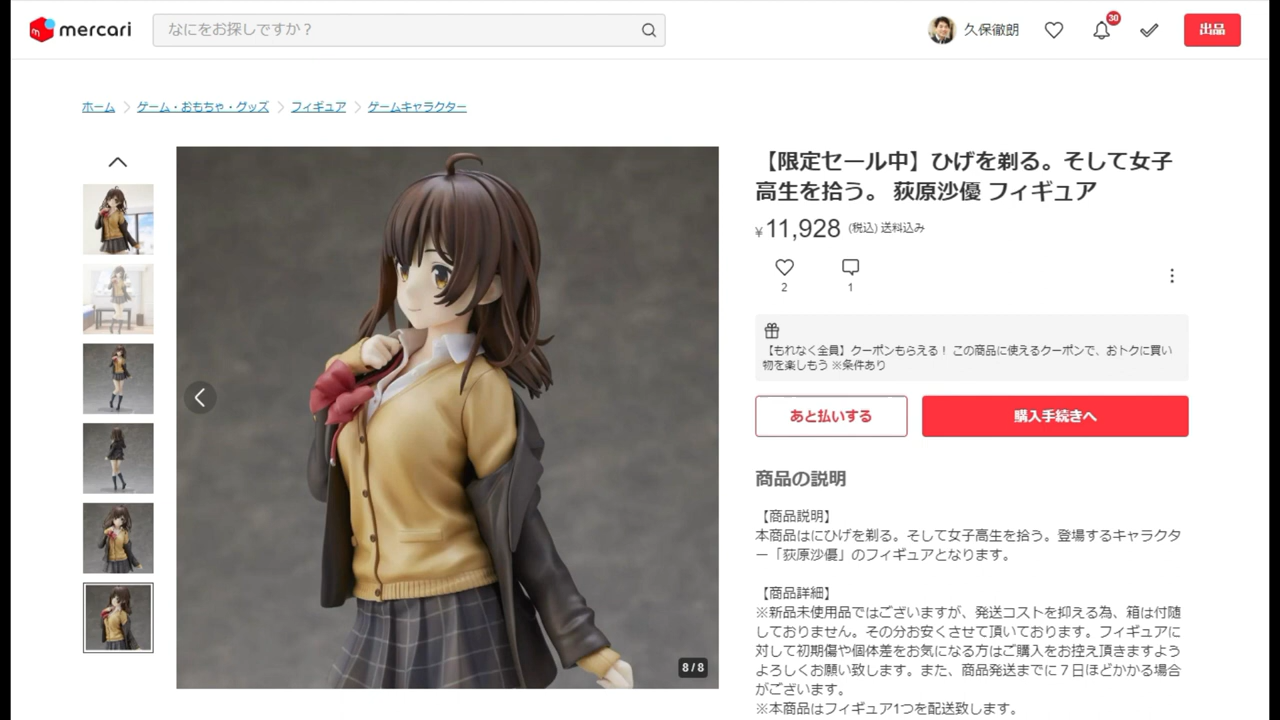 mercari
なにをお探しですか？
久保徹朗
30
出品
ホーム
ゲーム・おもちゃ・グッズ
フィギュア
ゲームキャラクター
【限定セール中】ひげを剃る。そして女子
高生を拾う。 荻原沙優 フィギュア
¥11,928 (税込) 送料込み
2
1
【もれなく全員】クーポンもらえる！ この商品に使えるクーポンで、おトクに買い
物を楽しもう ※条件あり
あと払いする
購入手続きへ
商品の説明
【商品説明】
本商品はにひげを剃る。そして女子高生を拾う。登場するキャラクタ
ー「荻原沙優」のフィギュアとなります。
【商品詳細】
※新品未使用品ではございますが、発送コストを抑える為、箱は付随
しておりません。その分お安くさせて頂いております。フィギュアに
対して初期傷や個体差をお気になる方はご購入をお控え頂きますよう
よろしくお願い致します。また、商品発送までに７日ほどかかる場合
がございます。
※本商品はフィギュア1つを配送致します。
8/8